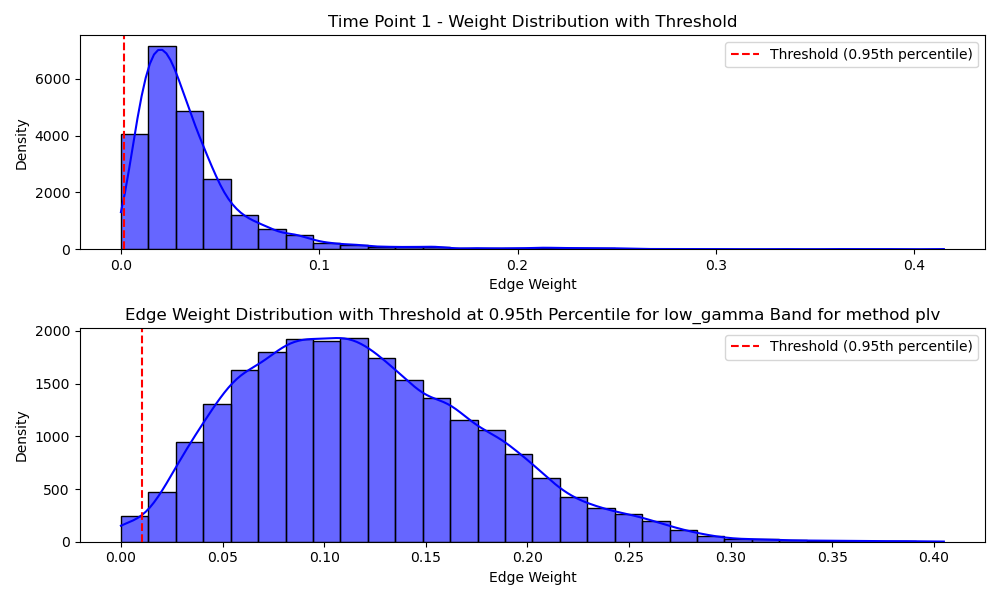 Time Point 1 - Weight Distribution with Threshold
Threshold (0.95th percentile)
Density
6000
4000
2000
0
0.0 0.1 0.2 0.3 0.4
Edge Weight
Edge Weight Distribution with Threshold at 0.95th Percentile for low_gamma Band for method plv
Threshold (0.95th percentile)
Density
2000
1500
1000
500
0
0.00 0.05 0.10 0.15 0.20 0.25 0.30 0.35 0.40
Edge Weight